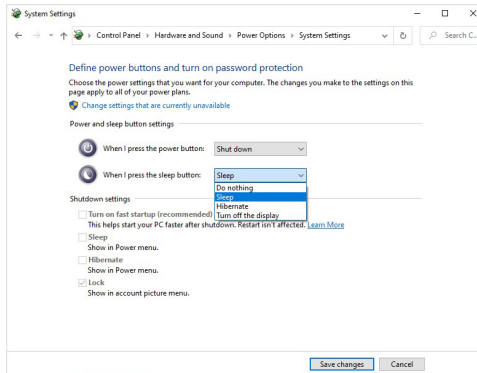 System Settings
Control Panel > Hardware and Sound > Power Options > System Settings
Search C...
Define power buttons and turn on password protection
Choose the power settings that you want for your computer. The changes you make to the settings on this
page apply to all of your power plans.
Change settings that are currently unavailable
Power and sleep button settings
When I press the power button: Shut down
When I press the sleep button: Sleep
Do nothing
Sleep
Hibernate
Turn off the display
Shutdown settings
Turn on fast startup (recommended)
This helps start your PC faster after shutdown. Restart isn't affected. Learn More
Sleep
Show in Power menu.
Hibernate
Show in Power menu.
Lock
Show in account picture menu.
Save changes Cancel